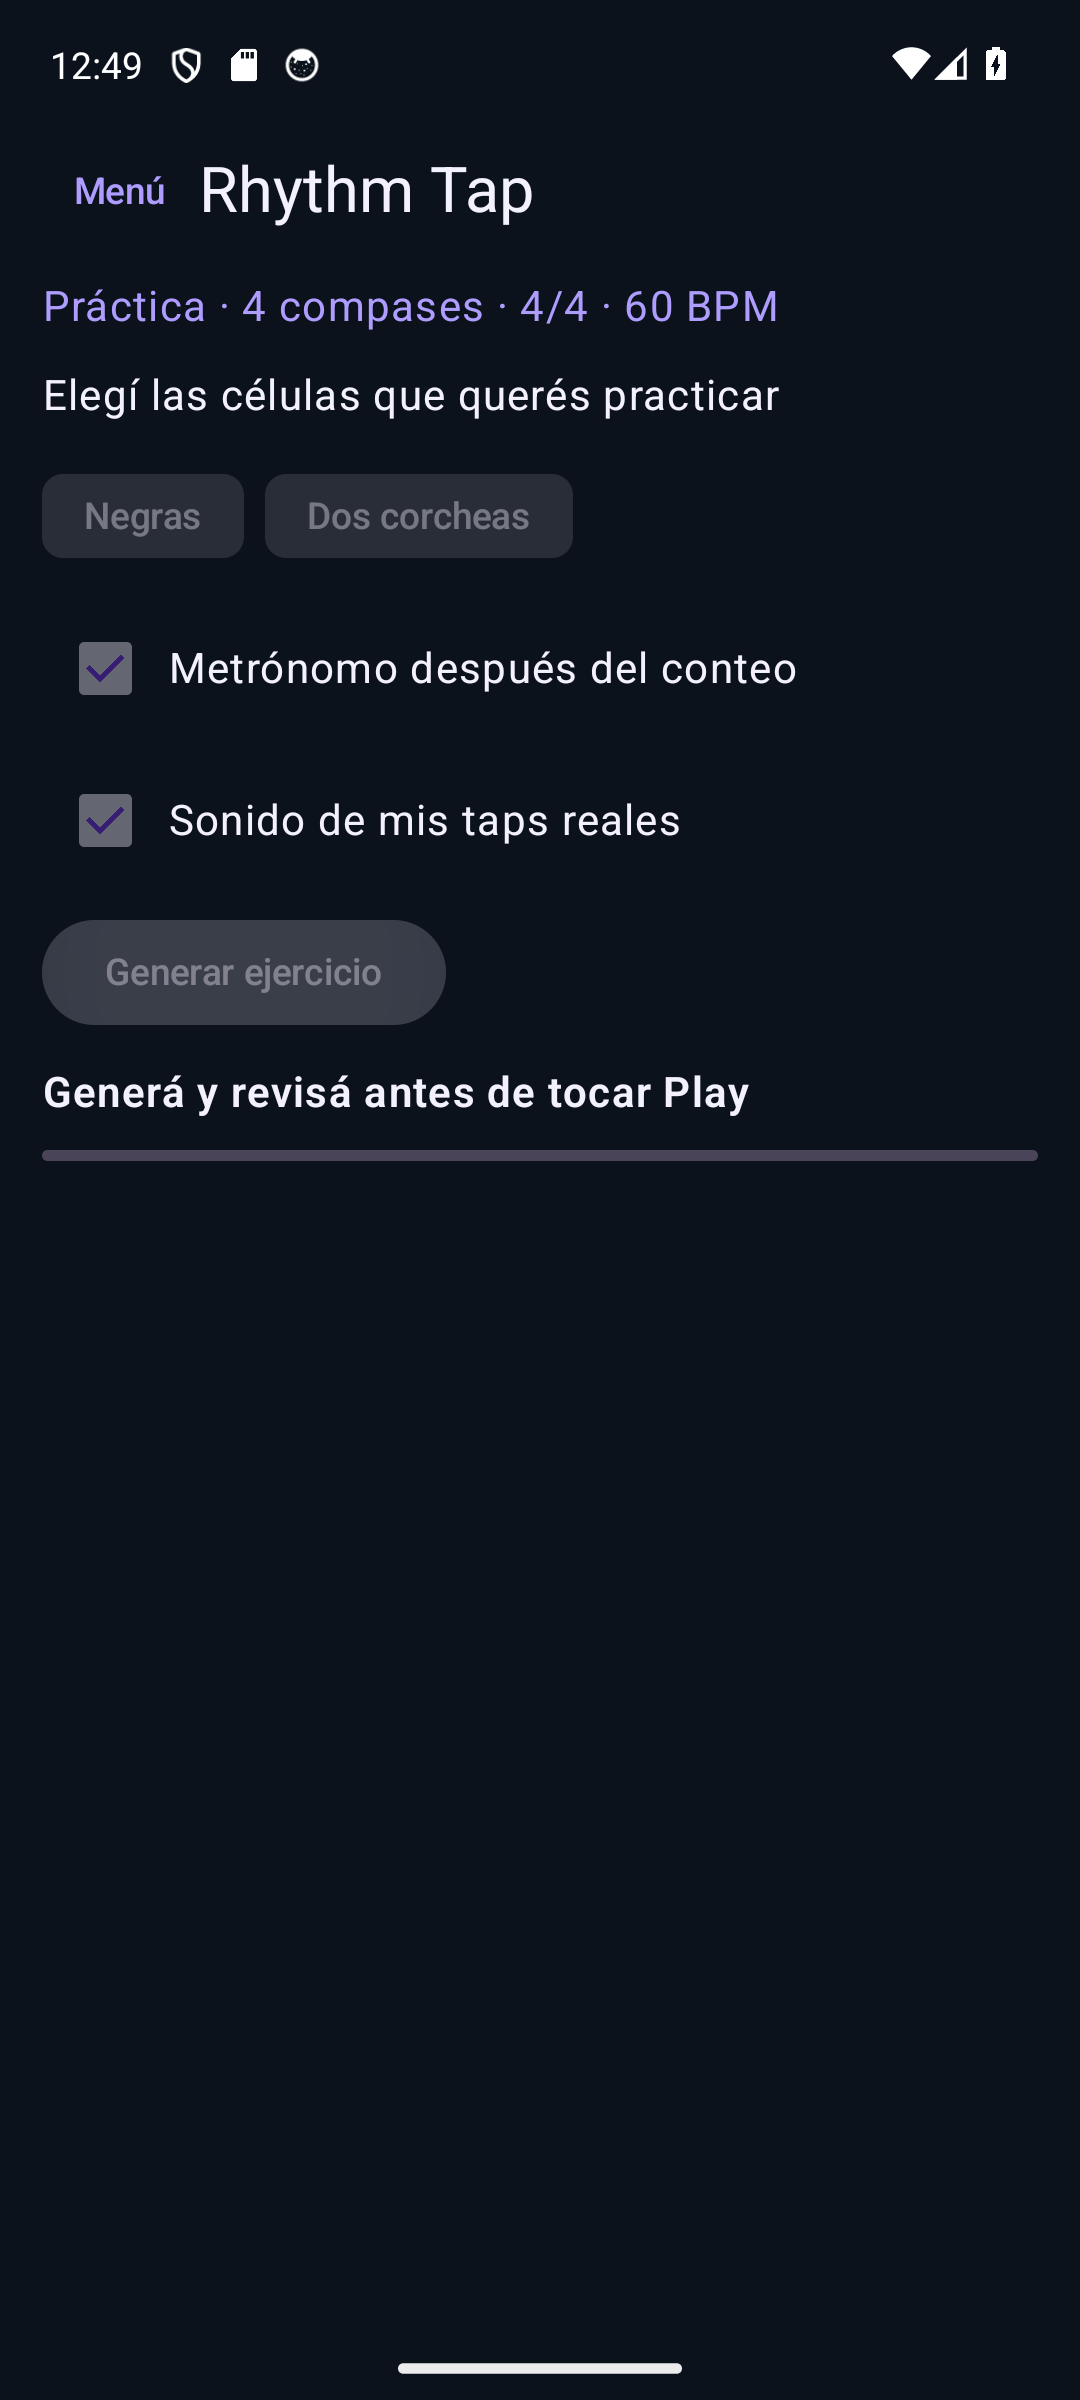 12:49
Menú Rhythm Tap
Práctica · 4 compases · 4/4 · 60 BPM
Elegí las células que querés practicar
Negras Dos corcheas
Metrónomo después del conteo
Sonido de mis taps reales
Generar ejercicio
Generá y revisá antes de tocar Play